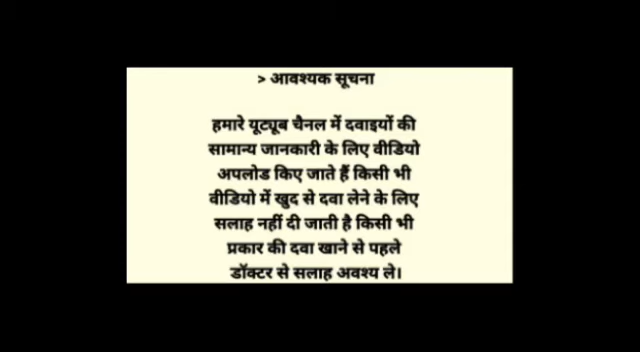 > आवश्यक सूचना
हमारे यूट्यूब चैनल में दवाइयों की
सामान्य जानकारी के लिए वीडियो
अपलोड किए जाते हैं किसी भी
वीडियो में खुद से दवा लेने के लिए
सलाह नहीं दी जाती है किसी भी
प्रकार की दवा खाने से पहले
डॉक्टर से सलाह अवश्य ले।